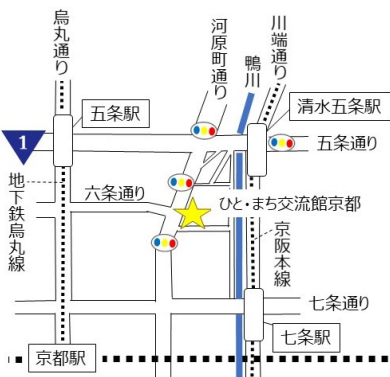 烏丸通り
河原町通り
鴨川
川端通り
五条駅
清水五条駅
1
五条通り
地下鉄烏丸線
六条通り
ひと・まち交流館京都
京阪本線
七条通り
七条駅
京都駅